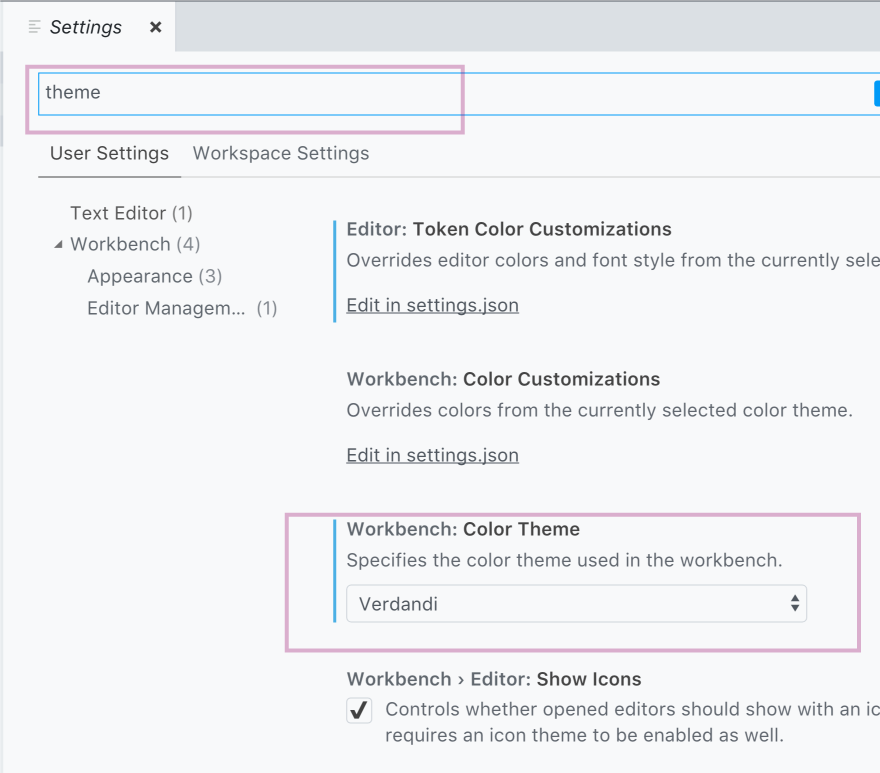 Settings
theme
User Settings Workspace Settings
Text Editor (1)
Workbench (4)
Appearance (3)
Editor Managem... (1)
Editor: Token Color Customizations
Overrides editor colors and font style from the currently sele
Edit in settings.json
Workbench: Color Customizations
Overrides colors from the currently selected color theme.
Edit in settings.json
Workbench: Color Theme
Specifies the color theme used in the workbench.
Verdandi
Workbench › Editor: Show Icons
Controls whether opened editors should show with an ic
requires an icon theme to be enabled as well.